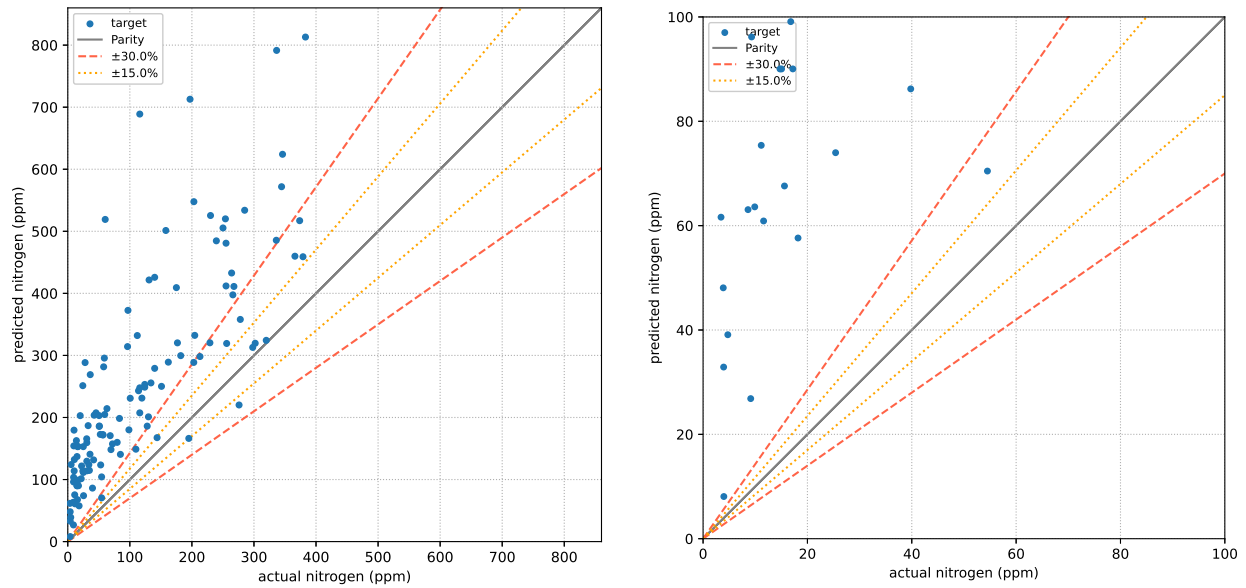 target
Parity
±30.0%
±15.0%
800
700
600
500
400
300
200
100
0
0 100 200 300 400 500 600 700 800
predicted nitrogen (ppm)
actual nitrogen (ppm)
target
Parity
±30.0%
±15.0%
100
80
60
40
20
0
0 20 40 60 80 100
predicted nitrogen (ppm)
actual nitrogen (ppm)